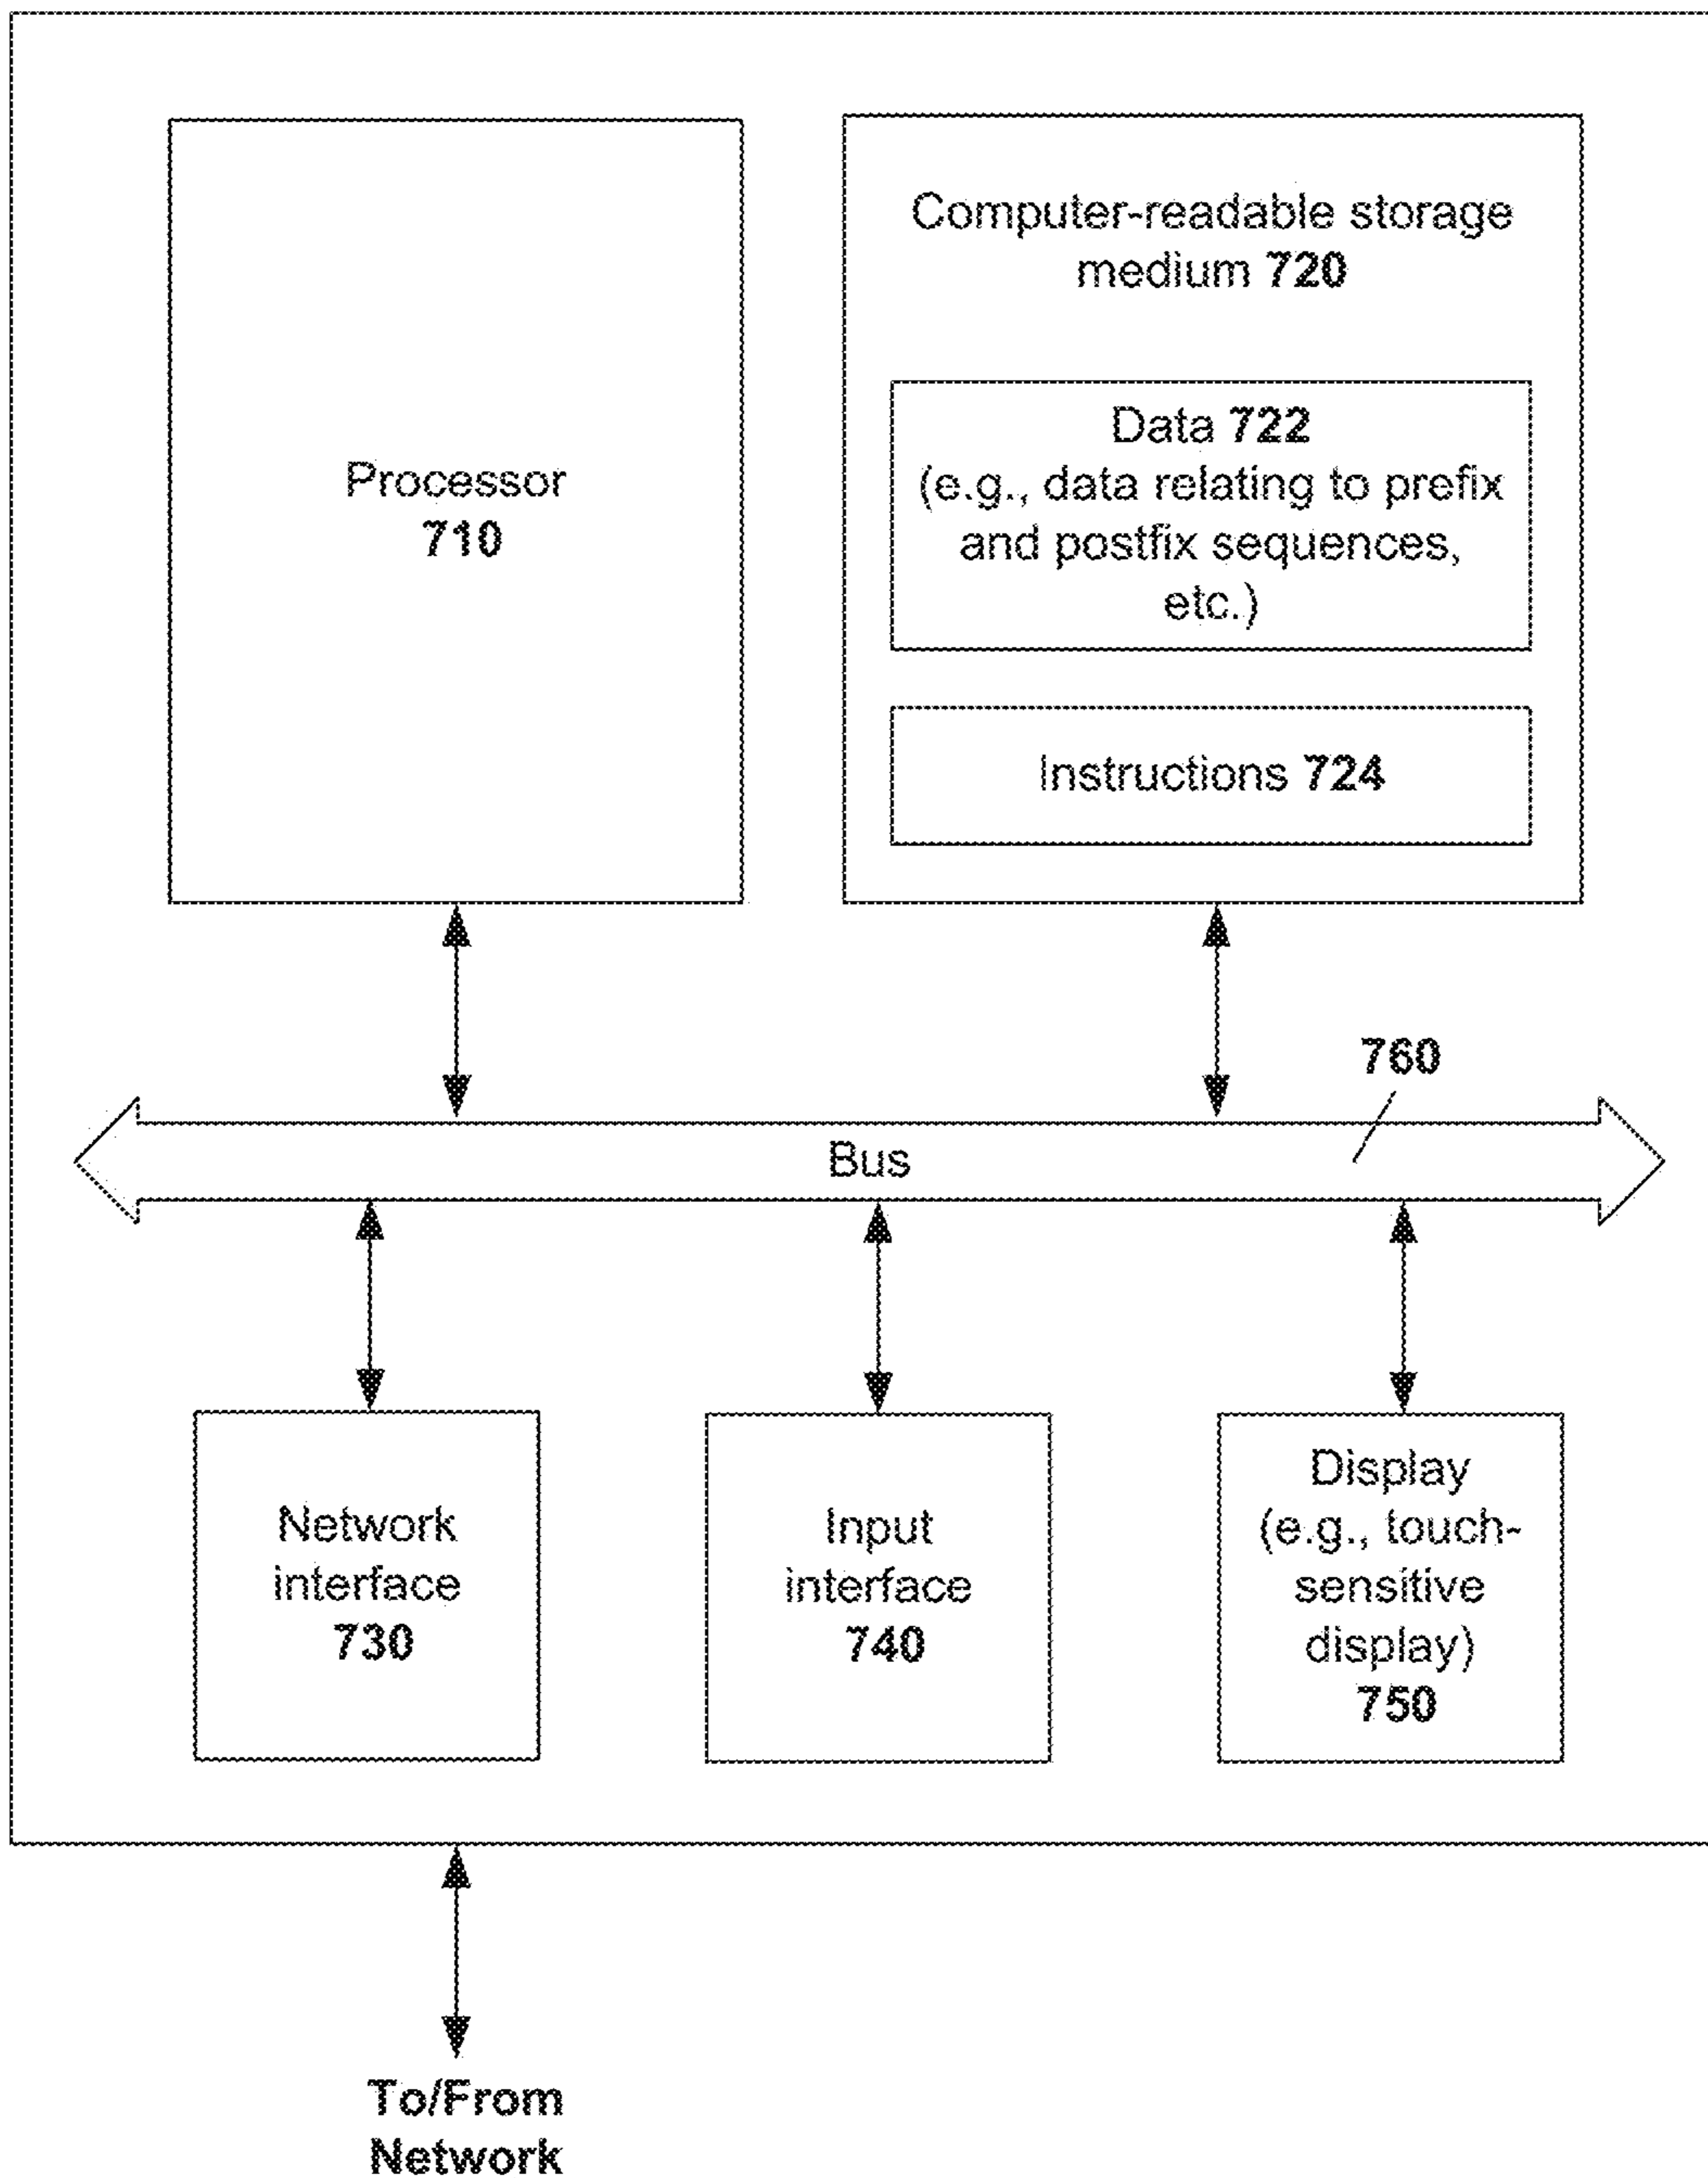 Processor
710
Computer-readable storage
medium 720
Data 722
(e.g., data relating to prefix
and postfix sequences,
etc.)
Instructions 724
760
Bus
Network
interface
730
Input
interface
740
Display
(e.g., touch-
sensitive
display)
750
To/From
Network